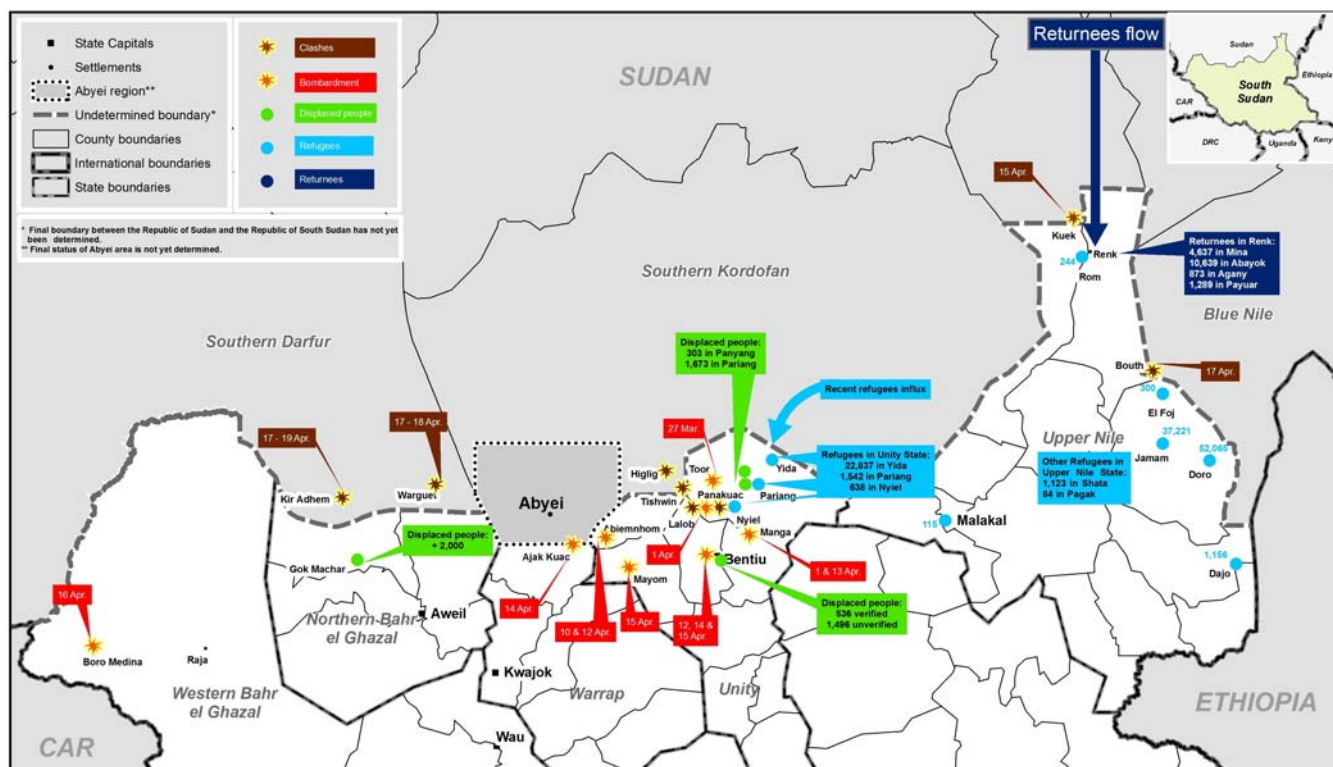 State Capitals
Settlements
Abyei region**
Undetermined boundary*
County boundaries
International boundaries
State boundaries
Clashes
Bombardment
Displaced people
Refugees
Returnees
* Final boundary between the Republic of Sudan and the Republic of South Sudan has not yet
been determined.
** Final status of Abyei area is not yet determined.
Returnees flow
Sudan
Ethiopia
South
Sudan
CAR
DRC
Uganda
Kenya
SUDAN
15 Apr.
Kuek
Renk
244
Rom
Returnees in Renk:
4,637 in Mina
10,639 in Abayok
873 in Agany
1,289 in Payuar
Southern Kordofan
Blue Nile
Southern Darfur
Displaced people:
303 in Panyang
1,673 in Pariang
Recent refugees influx
Bouth
17 Apr.
300
El Foj
37,221
Jamam
52,065
Doro
Upper Nile
Other Refugees in
Upper Nile State:
1,123 in Shata
84 in Pagak
17 - 19 Apr.
17 - 18 Apr.
27 Mar.
Kir Adhem
Warguet
Higlig
Toor
Yida
Refugees in Unity State:
22,837 in Yida
1,542 in Pariang
638 in Nyiel
Tishwin
Panakuac
Pariang
Abyei
Abiemnhom
Lalob
Nyiel
Manga
115
Malakal
Displaced people:
+ 2,000
Ajak Kuac
1 Apr.
Bentiu
1 & 13 Apr.
1,156
Dajo
Gok Machar
Mayom
16 Apr.
14 Apr.
10 & 12 Apr.
15 Apr.
12, 14 &
15 Apr.
Displaced people:
536 verified
1,496 unverified
Northern Bahr
el Ghazal
Aweil
Boro Medina
Raja
Kwajok
Western Bahr
el Ghazal
Warrap
Unity
ETHIOPIA
CAR
Wau